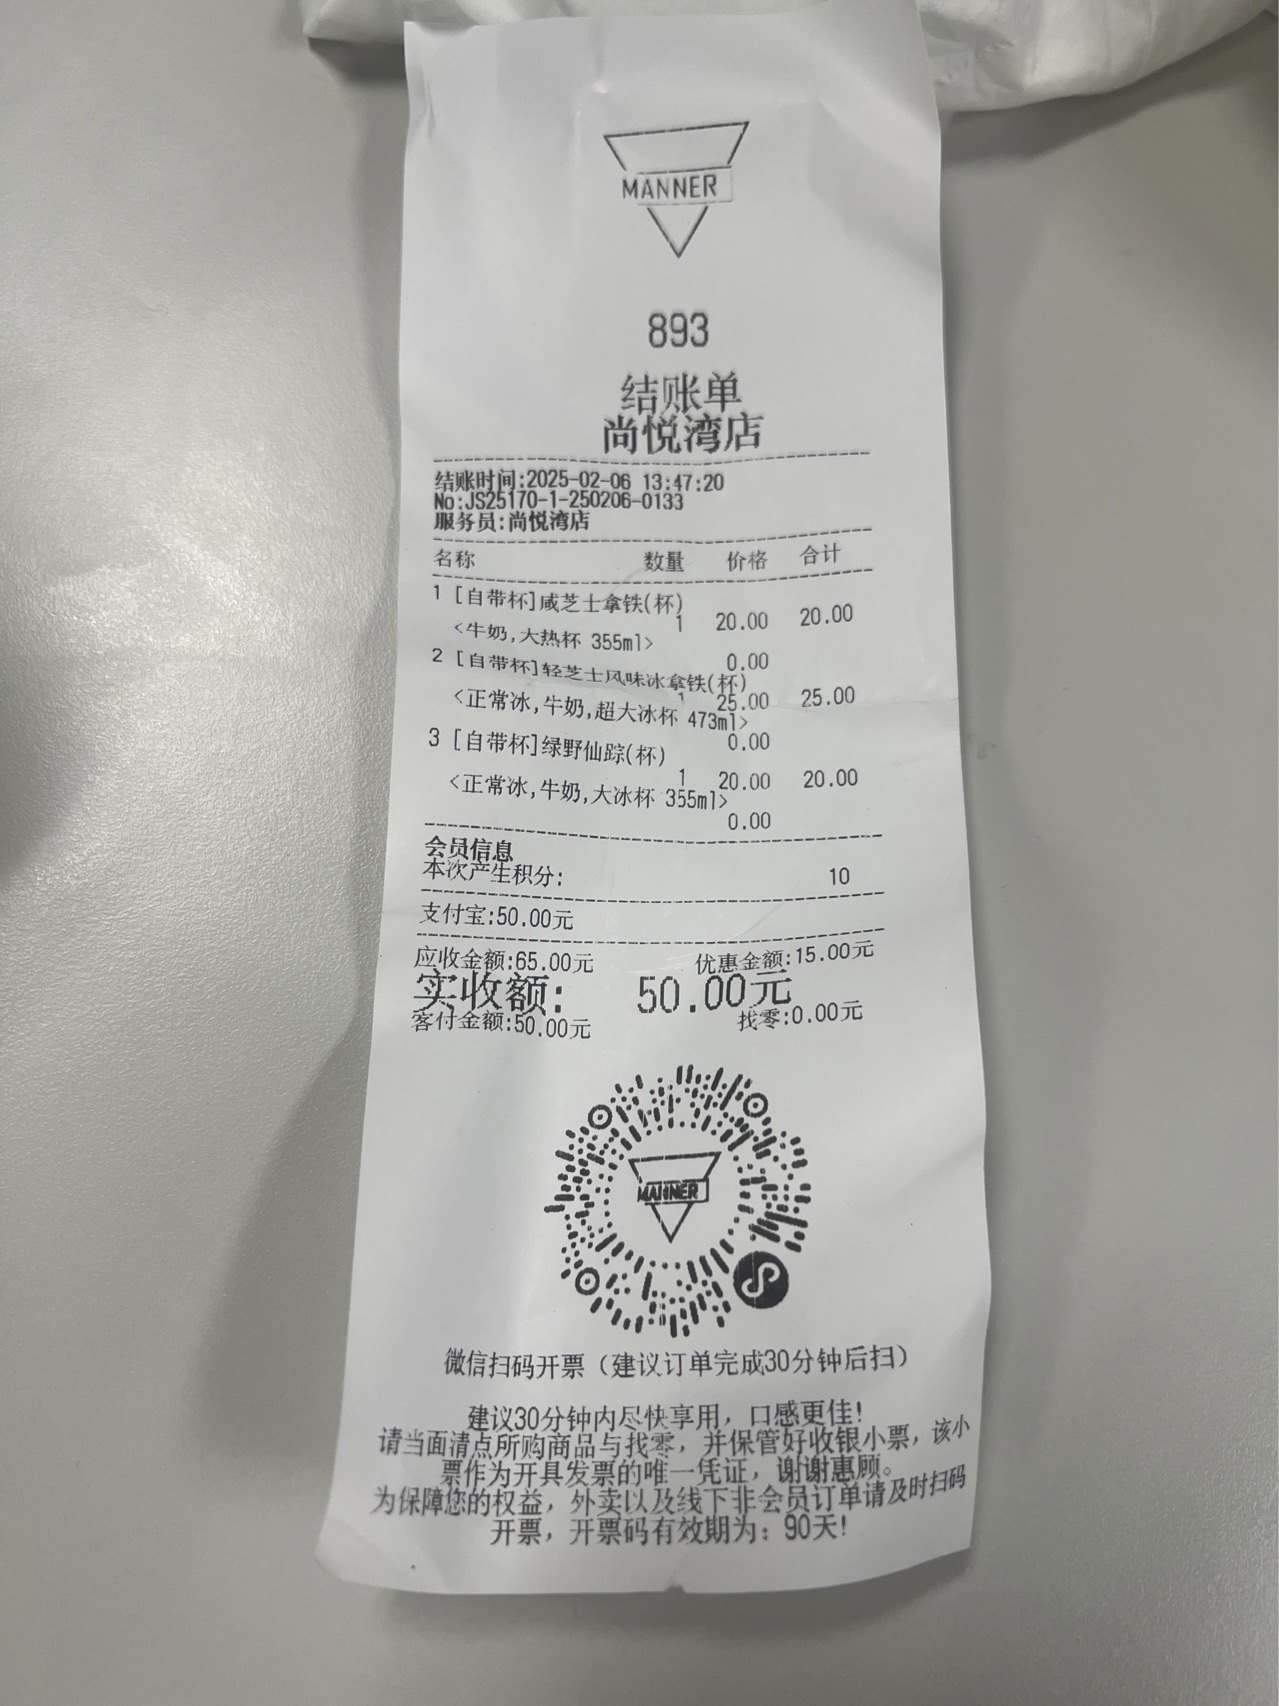 MANNER
893
结账单
尚悦湾店
结账时间:2025-02-06 13:47:20
No:JS25170-1-250206-0133
服务员:尚悦湾店
名称 数量 价格 合计
1 [自带杯]咸芝士拿铁(杯)
1 20.00 20.00
<牛奶,大热杯 355ml>
0.00
2 [自带杯]轻芝士风味冰拿铁(杯)
1 25.00 25.00
<正常冰,牛奶,超大冰杯 473ml>
0.00
3 [自带杯]绿野仙踪(杯)
1 20.00 20.00
<正常冰,牛奶,大冰杯 355ml>
0.00
会员信息
本次产生积分: 10
支付宝:50.00元
应收金额:65.00元 优惠金额:15.00元
实收额: 50.00元
客付金额:50.00元 找零:0.00元
MANNER
微信扫码开票（建议订单完成30分钟后扫）
建议30分钟内尽快享用，口感更佳!
请当面清点所购商品与找零，并保管好收银小票，该小
票作为开具发票的唯一凭证，谢谢惠顾。
为保障您的权益，外卖以及线下非会员订单请及时扫码
开票，开票码有效期为：90天!